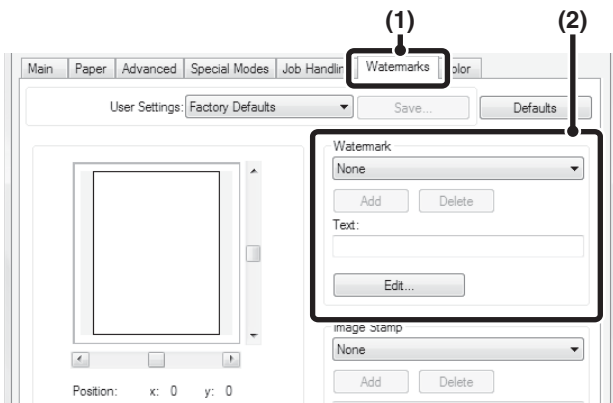 (1) (2)
Main Paper Advanced Special Modes Job Handlin Watermarks olor
User Settings: Factory Defaults Save... Defaults
Watermark
None
Add Delete
Text:
Edit...
Image Stamp
None
Add Delete
Position: x: 0 y: 0